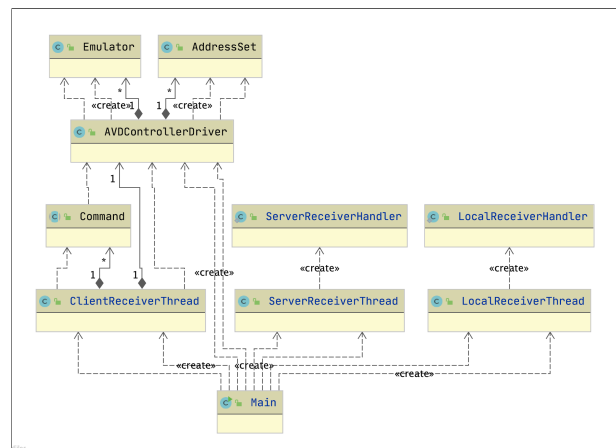 Emulator AddressSet
* *
«create» 1 1 «create»
AVDControllerDriver
1
Command ServerReceiverHandler LocalReceiverHandler
*
1 1 «create» «create» «create»
ClientReceiverThread ServerReceiverThread LocalReceiverThread
«create» «create» «create»
«create»
Main